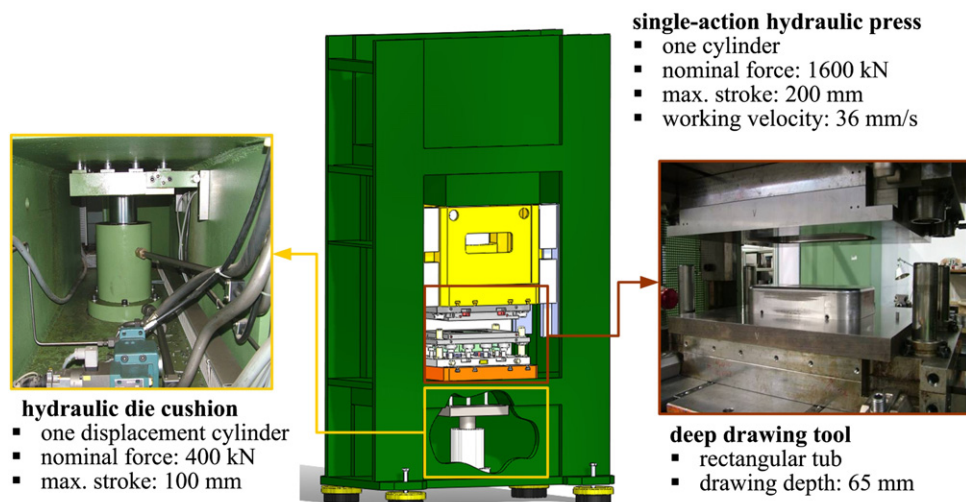 single-action hydraulic press
▪ one cylinder
▪ nominal force: 1600 kN
▪ max. stroke: 200 mm
▪ working velocity: 36 mm/s
hydraulic die cushion
▪ one displacement cylinder
▪ nominal force: 400 kN
▪ max. stroke: 100 mm
deep drawing tool
▪ rectangular tub
▪ drawing depth: 65 mm